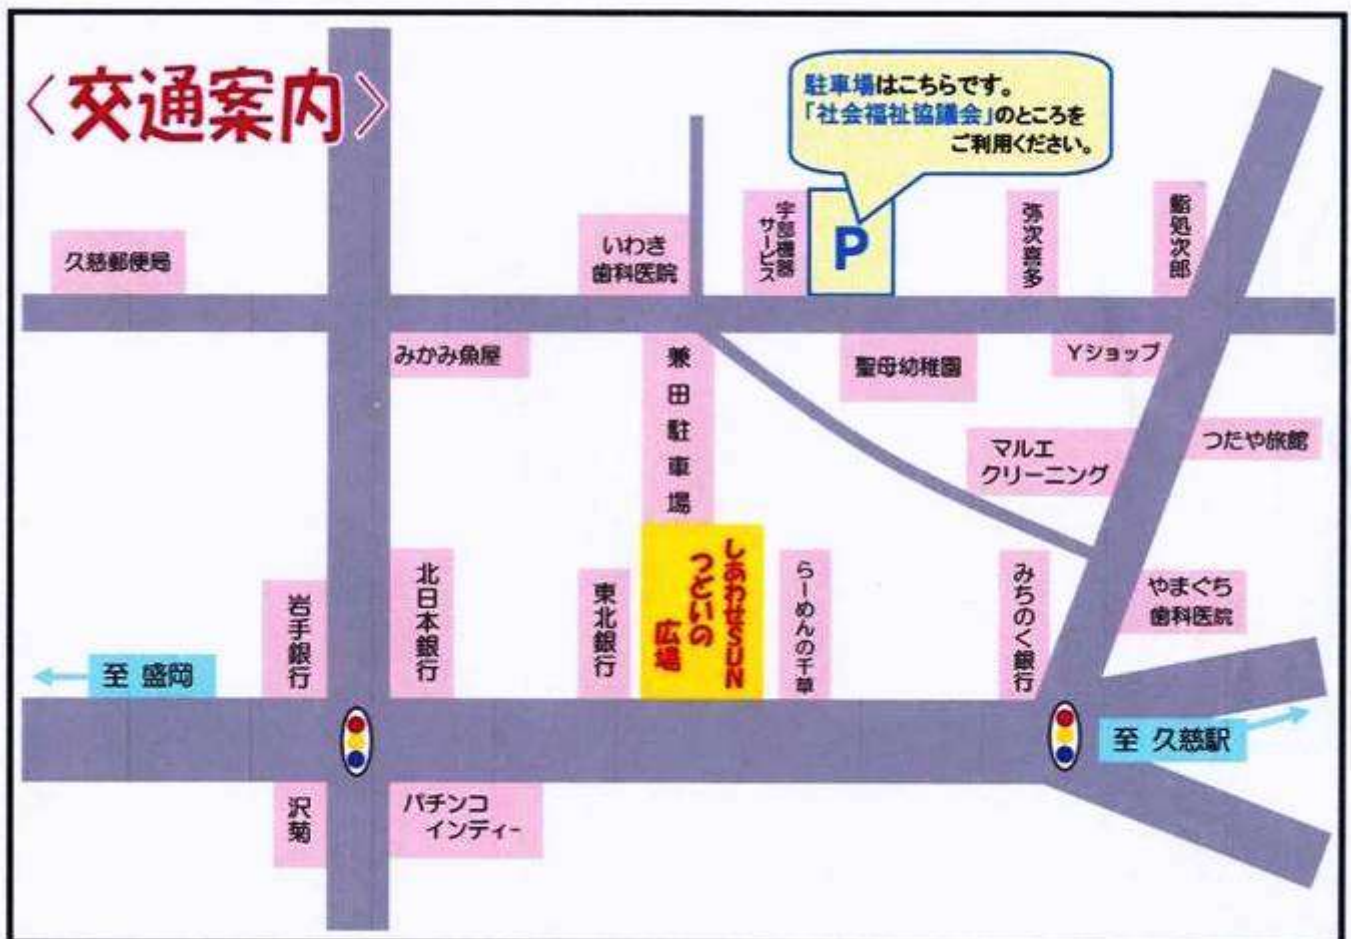 〈交通案内〉
駐車場はこちらです。
「社会福祉協議会」のところを
ご利用ください。
久慈郵便局
いわき
歯科医院
宇部機器
サービス
P
弥次喜多
鮨処次郎
みかみ魚屋
兼田駐車場
聖母幼稚園
Yショップ
マルエ
クリーニング
つたや旅館
岩手銀行
北日本銀行
東北銀行
しあわせSUN
つどいの
広場
らーめんの千草
みちのく銀行
やまぐち
歯科医院
至 盛岡
至 久慈駅
沢菊
パチンコ
インディー